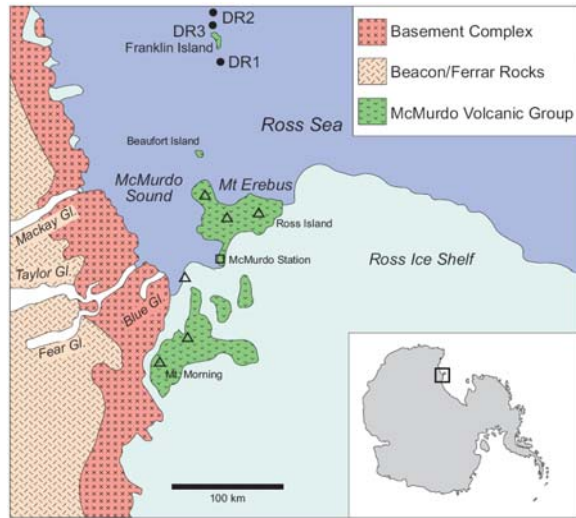 DR2
DR3
Franklin Island
DR1
Basement Complex
Beacon/Ferrar Rocks
McMurdo Volcanic Group
Ross Sea
Beaufort Island
McMurdo
Sound
Mt Erebus
Ross Island
Mackay Gl.
McMurdo Station
Ross Ice Shelf
Taylor Gl.
Blue Gl
Fear Gl.
Mt. Morning
100 km